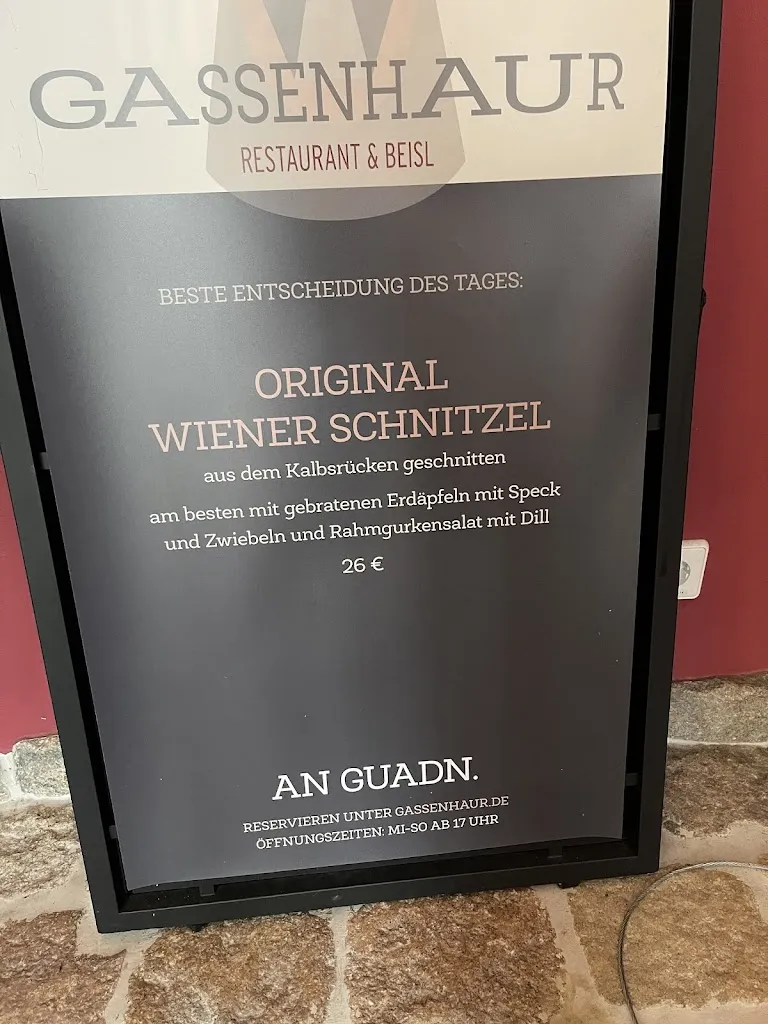 GASSENHAUR
RESTAURANT & BEISL
BESTE ENTSCHEIDUNG DES TAGES:
ORIGINAL
WIENER SCHNITZEL
aus dem Kalbsrücken geschnitten
am besten mit gebratenen Erdäpfeln mit Speck
und Zwiebeln und Rahmgurkensalat mit Dill
26 €
AN GUADN.
RESERVIEREN UNTER GASSENHAUR.DE
ÖFFNUNGSZEITEN: MI-SO AB 17 UHR